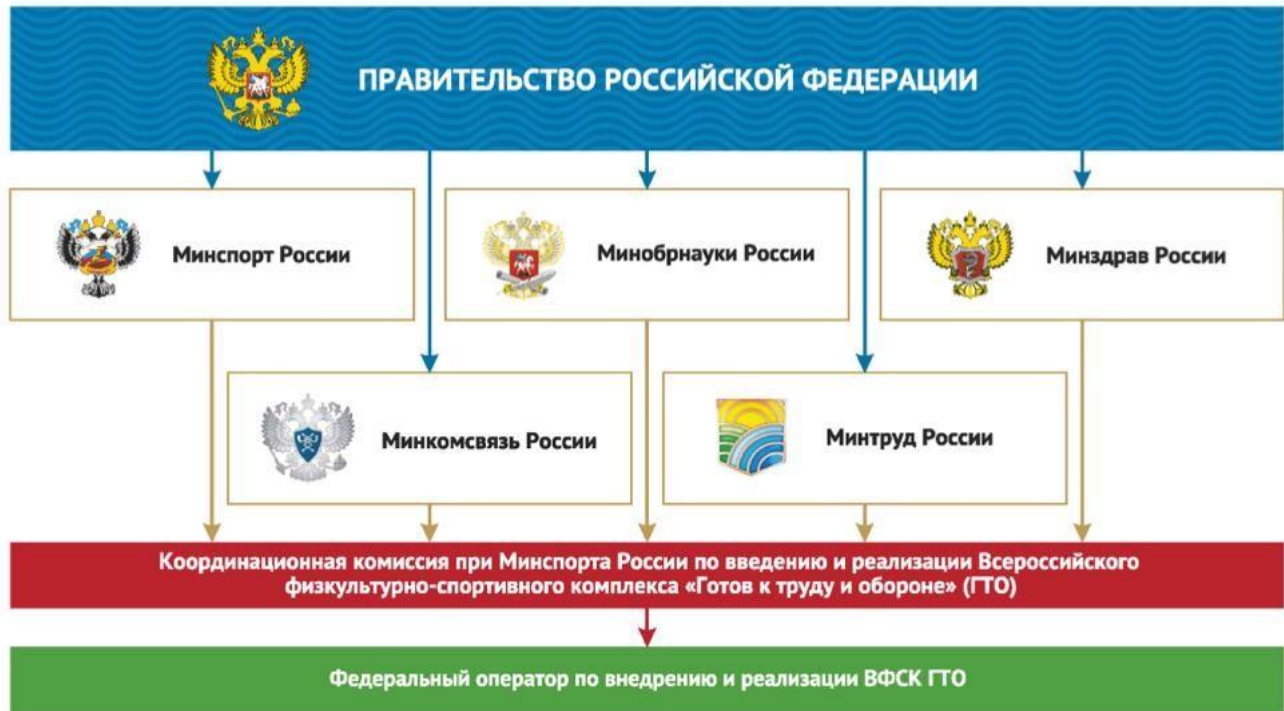 ПРАВИТЕЛЬСТВО РОССИЙСКОЙ ФЕДЕРАЦИИ
Минспорт России
Минобрнауки России
Минздрав России
Минкомсвязь России
Минтруд России
Координационная комиссия при Минспорта России по введению и реализации Всероссийского
физкультурно-спортивного комплекса «Готов к труду и обороне» (ГТО)
Федеральный оператор по внедрению и реализации ВФСК ГТО